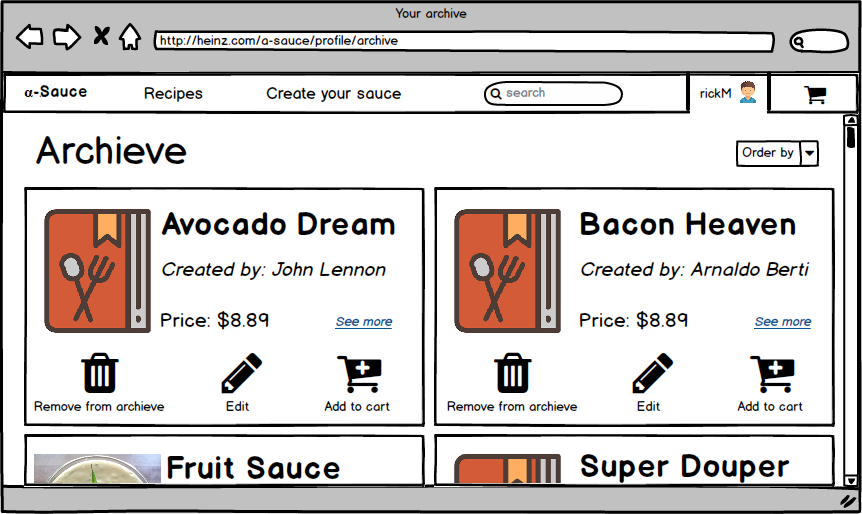 Your archive
http://heinz.com/a-sauce/profile/archive
α-Sauce Recipes Create your sauce search rickM
Archieve
Order by
Avocado Dream
Created by: John Lennon
Price: $8.89 See more
Remove from archieve Edit Add to cart
Bacon Heaven
Created by: Arnaldo Berti
Price: $8.89 See more
Remove from archieve Edit Add to cart
Fruit Sauce
Super Douper